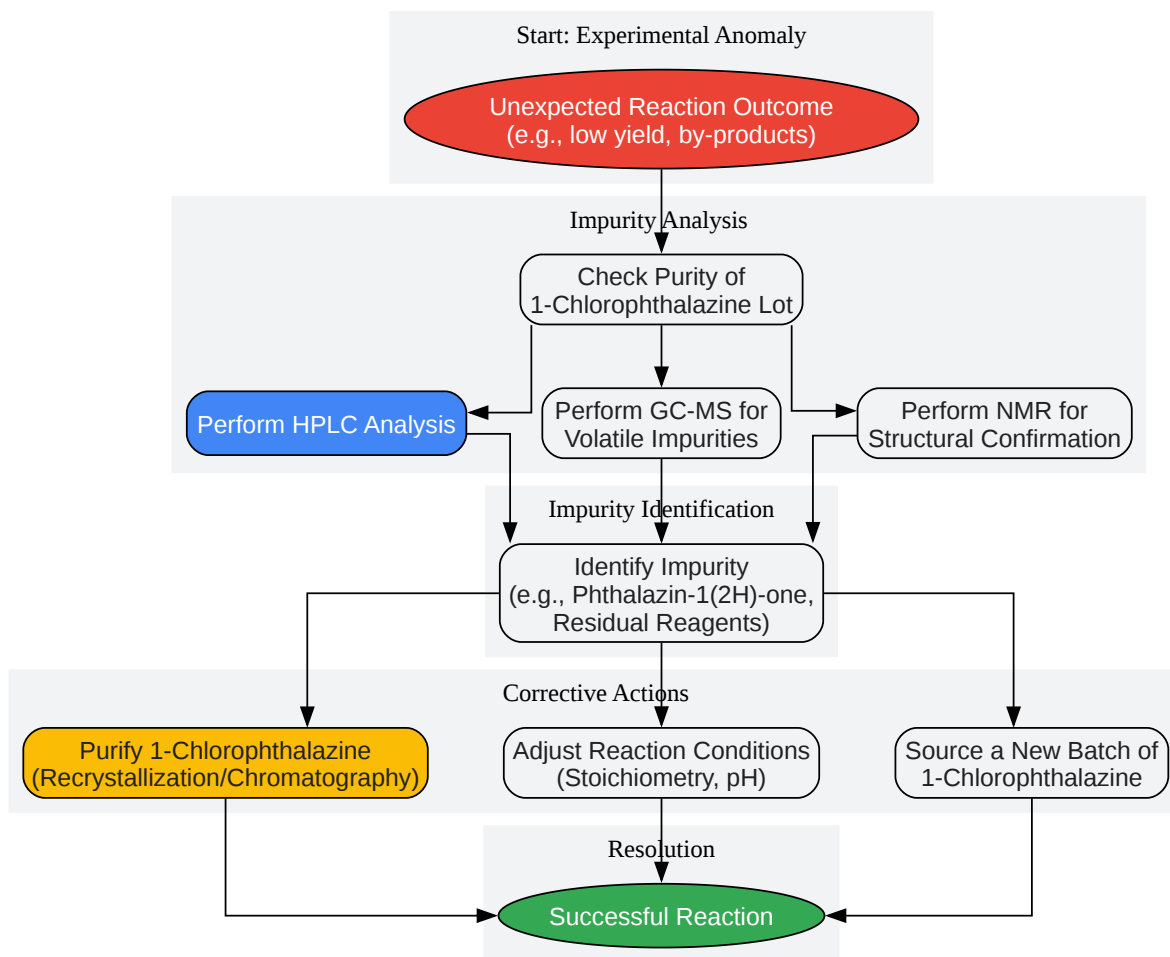 Start: Experimental Anomaly
Unexpected Reaction Outcome
(e.g., low yield, by-products)
Impurity Analysis
Check Purity of
1-Chlorophthalazine Lot
Perform HPLC Analysis
Perform GC-MS for
Volatile Impurities
Perform NMR for
Structural Confirmation
Impurity Identification
Identify Impurity
(e.g., Phthalazin-1(2H)-one,
Residual Reagents)
Corrective Actions
Purify 1-Chlorophthalazine
(Recrystallization/Chromatography)
Adjust Reaction Conditions
(Stoichiometry, pH)
Source a New Batch of
1-Chlorophthalazine
Resolution
Successful Reaction